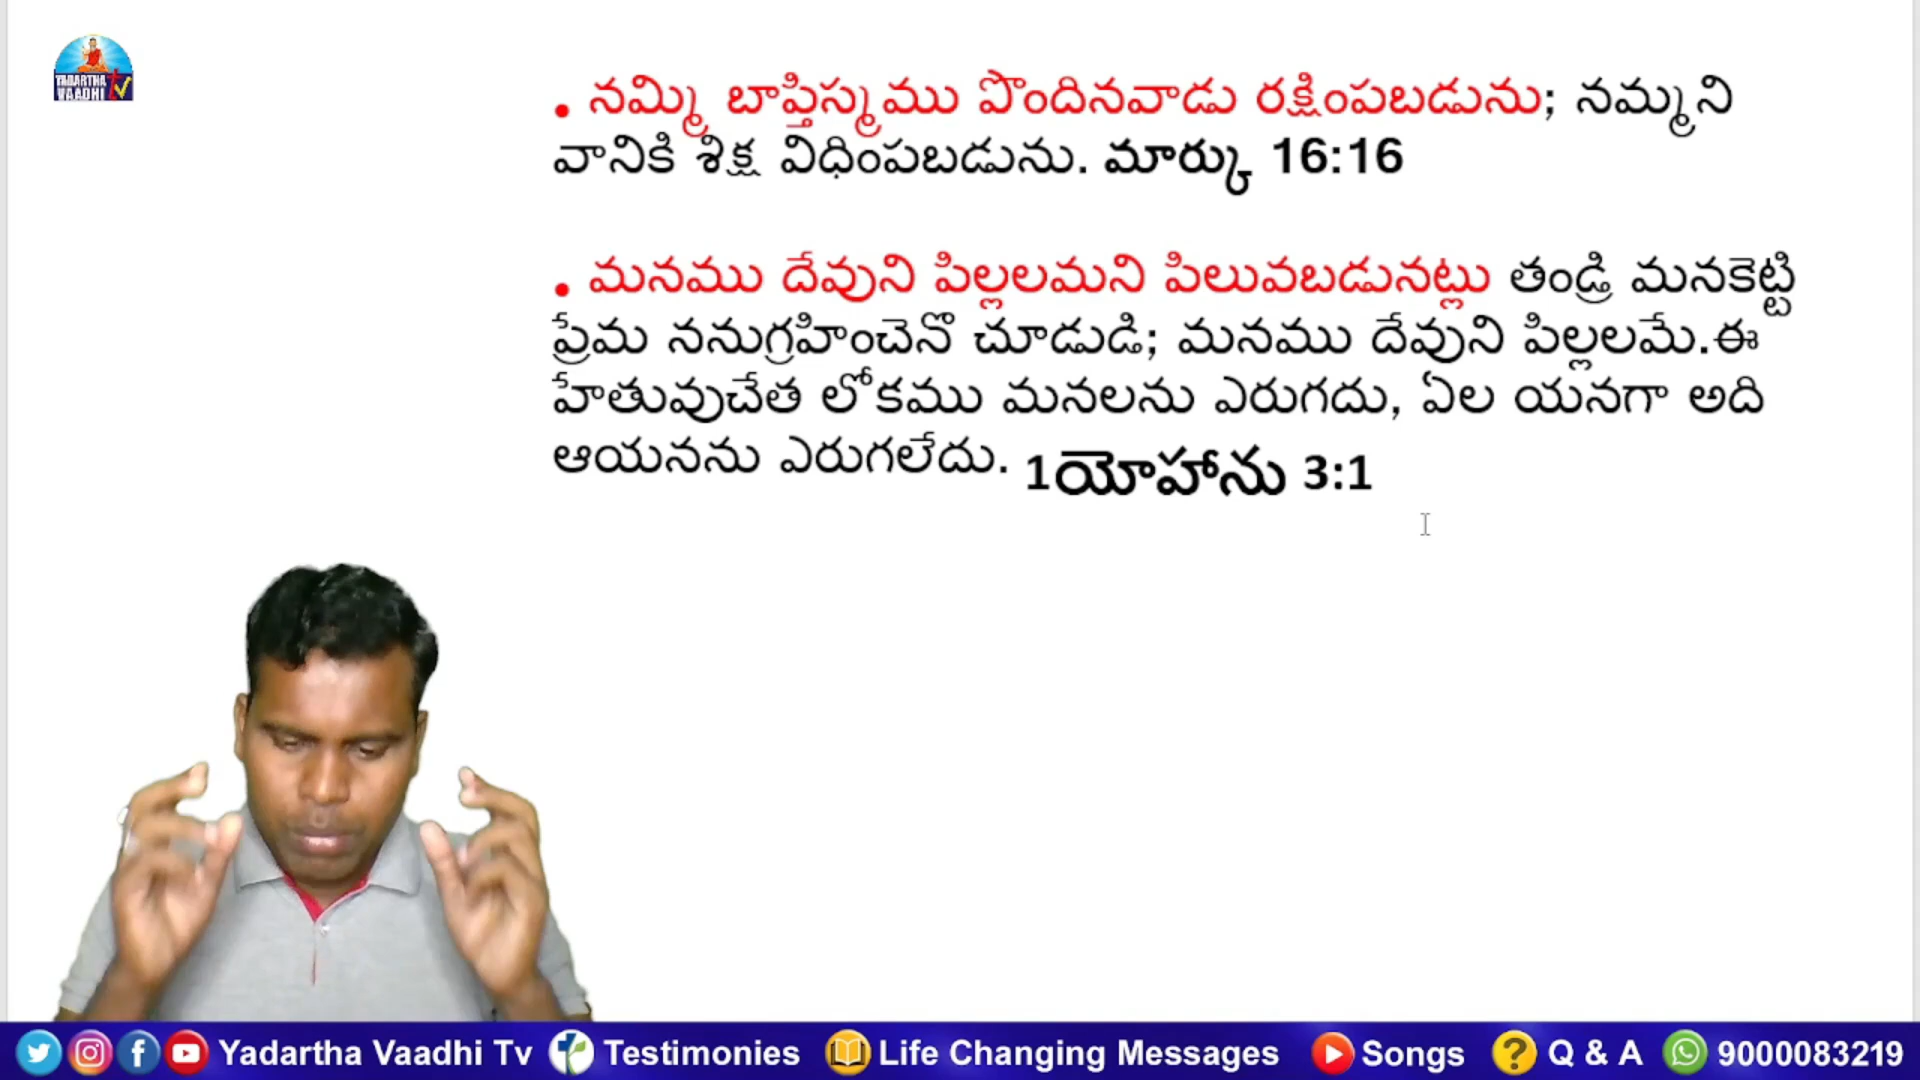 YADARTHA
VAADHI TV
. నమ్మి బాప్తిస్మము పొందినవాడు రక్షింపబడును; నమ్మని
వానికి శిక్ష విధింపబడును. మార్కు 16:16
. మనము దేవుని పిల్లలమని పిలువబడునట్లు తండ్రి మనకెట్టి
ప్రేమ ననుగ్రహించెనొ చూడుడి; మనము దేవుని పిల్లలమే.ఈ
హేతువుచేత లోకము మనలను ఎరుగదు, ఏల యనగా అది
ఆయనను ఎరుగలేదు. 1యోహాను 3:1
Yadartha Vaadhi Tv Testimonies Life Changing Messages Songs Q & A 9000083219